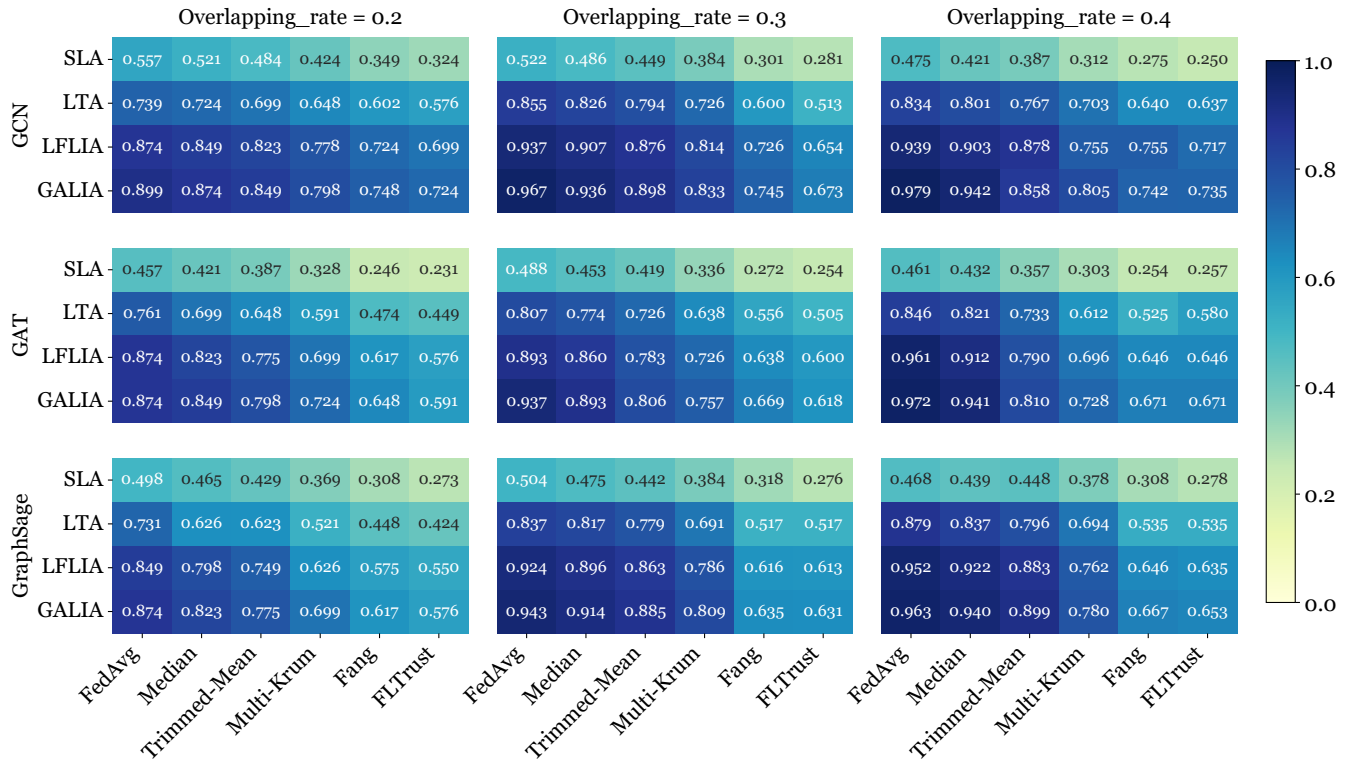 Overlapping_rate = 0.2 Overlapping_rate = 0.3 Overlapping_rate = 0.4
GCN
SLA 0.557 0.521 0.484 0.424 0.349 0.324 0.522 0.486 0.449 0.384 0.301 0.281 0.475 0.421 0.387 0.312 0.275 0.250
LTA 0.739 0.724 0.699 0.648 0.602 0.576 0.855 0.826 0.794 0.726 0.600 0.513 0.834 0.801 0.767 0.703 0.640 0.637
LFLIA 0.874 0.849 0.823 0.778 0.724 0.699 0.937 0.907 0.876 0.814 0.726 0.654 0.939 0.903 0.878 0.755 0.755 0.717
GALIA 0.899 0.874 0.849 0.798 0.748 0.724 0.967 0.936 0.898 0.833 0.745 0.673 0.979 0.942 0.858 0.805 0.742 0.735
GAT
SLA 0.457 0.421 0.387 0.328 0.246 0.231 0.488 0.453 0.419 0.336 0.272 0.254 0.461 0.432 0.357 0.303 0.254 0.257
LTA 0.761 0.699 0.648 0.591 0.474 0.449 0.807 0.774 0.726 0.638 0.556 0.505 0.846 0.821 0.733 0.612 0.525 0.580
LFLIA 0.874 0.823 0.775 0.699 0.617 0.576 0.893 0.860 0.783 0.726 0.638 0.600 0.961 0.912 0.790 0.696 0.646 0.646
GALIA 0.874 0.849 0.798 0.724 0.648 0.591 0.937 0.893 0.806 0.757 0.669 0.618 0.972 0.941 0.810 0.728 0.671 0.671
GraphSage
SLA 0.498 0.465 0.429 0.369 0.308 0.273 0.504 0.475 0.442 0.384 0.318 0.276 0.468 0.439 0.448 0.378 0.308 0.278
LTA 0.731 0.626 0.623 0.521 0.448 0.424 0.837 0.817 0.779 0.691 0.517 0.517 0.879 0.837 0.796 0.694 0.535 0.535
LFLIA 0.849 0.798 0.749 0.626 0.575 0.550 0.924 0.896 0.863 0.786 0.616 0.613 0.952 0.922 0.883 0.762 0.646 0.635
GALIA 0.874 0.823 0.775 0.699 0.617 0.576 0.943 0.914 0.885 0.809 0.635 0.631 0.963 0.940 0.899 0.780 0.667 0.653
FedAvg Median Trimmed-Mean Multi-Krum Fang FLTrust FedAvg Median Trimmed-Mean Multi-Krum Fang FLTrust FedAvg Median Trimmed-Mean Multi-Krum Fang FLTrust
1.0
0.8
0.6
0.4
0.2
0.0